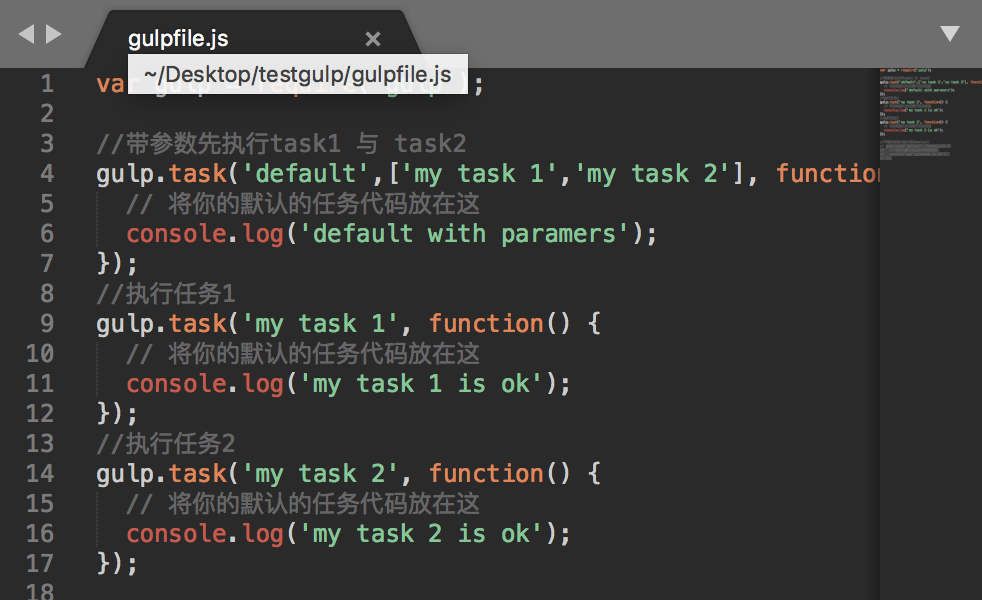 gulpfile.js
~/Desktop/testgulp/gulpfile.js
1 var gulp = require('gulp');
2
3 //带参数先执行task1 与 task2
4 gulp.task('default',['my task 1','my task 2'], function
5 // 将你的默认的任务代码放在这
6 console.log('default with paramers');
7 });
8 //执行任务1
9 gulp.task('my task 1', function() {
10 // 将你的默认的任务代码放在这
11 console.log('my task 1 is ok');
12 });
13 //执行任务2
14 gulp.task('my task 2', function() {
15 // 将你的默认的任务代码放在这
16 console.log('my task 2 is ok');
17 });
18